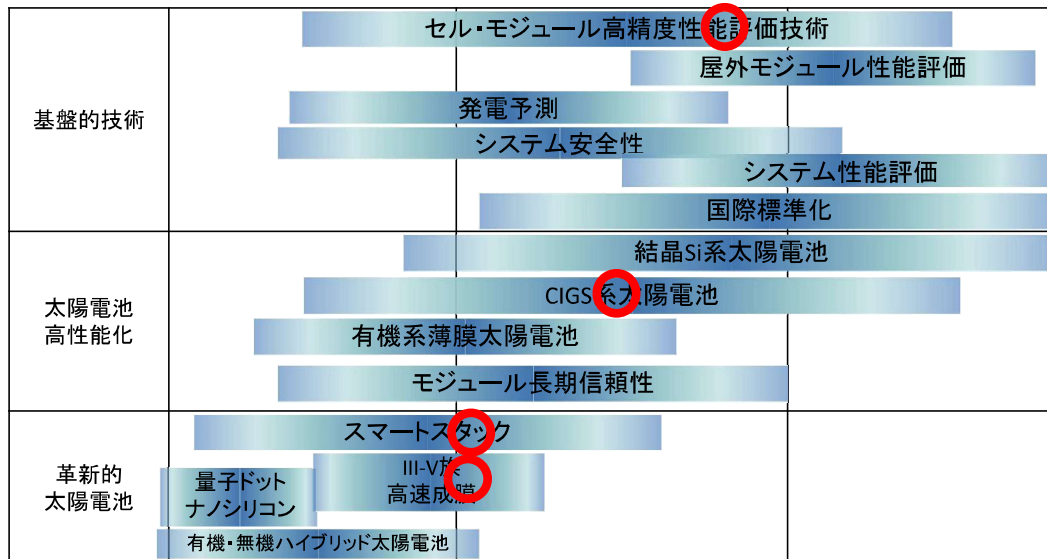 基盤的技術
セル・モジュール高精度性能評価技術
屋外モジュール性能評価
発電予測
システム安全性
システム性能評価
国際標準化
太陽電池
高性能化
結晶Si系太陽電池
CIGS系太陽電池
有機系薄膜太陽電池
モジュール長期信頼性
革新的
太陽電池
スマートスタック
III-V族
高速成膜
量子ドット
ナノシリコン
有機・無機ハイブリッド太陽電池